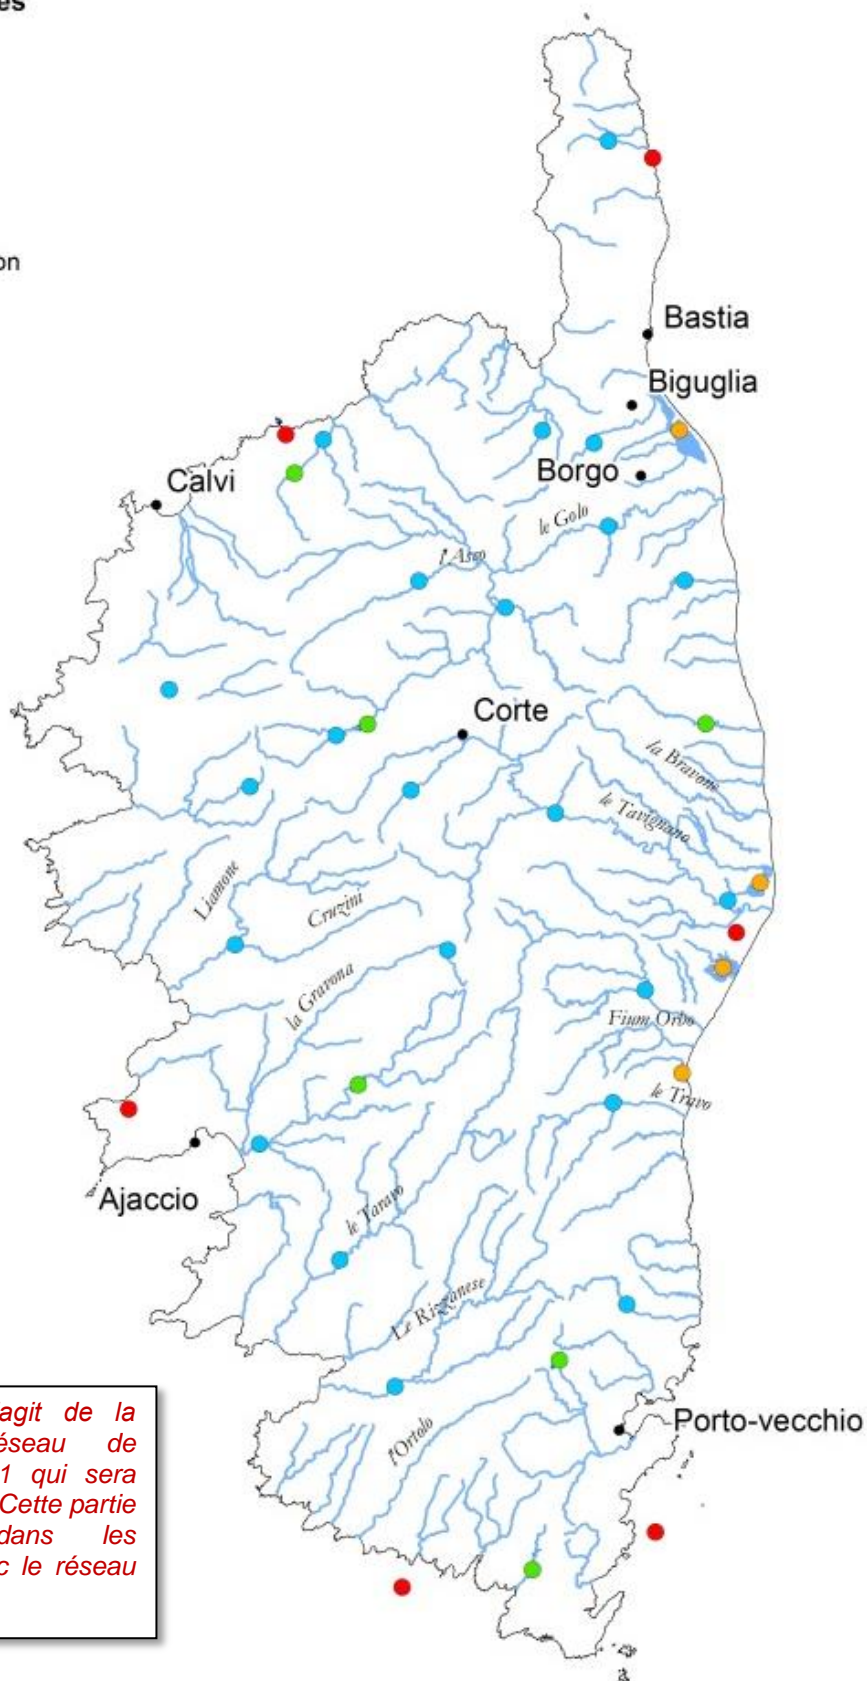 es
on
Bastia
Biguglia
Calvi
Borgo
le Golo
l'Asco
Corte
la Bravone
le Tavignano
Liamone
Cruzini
la Gravona
Fium Orbo
le Travo
Ajaccio
le Taravo
Le Rizzanese
Porto-vecchio
l'Ortolo
agit de la
éseau de
1 qui sera
Cette partie
dans les
c le réseau